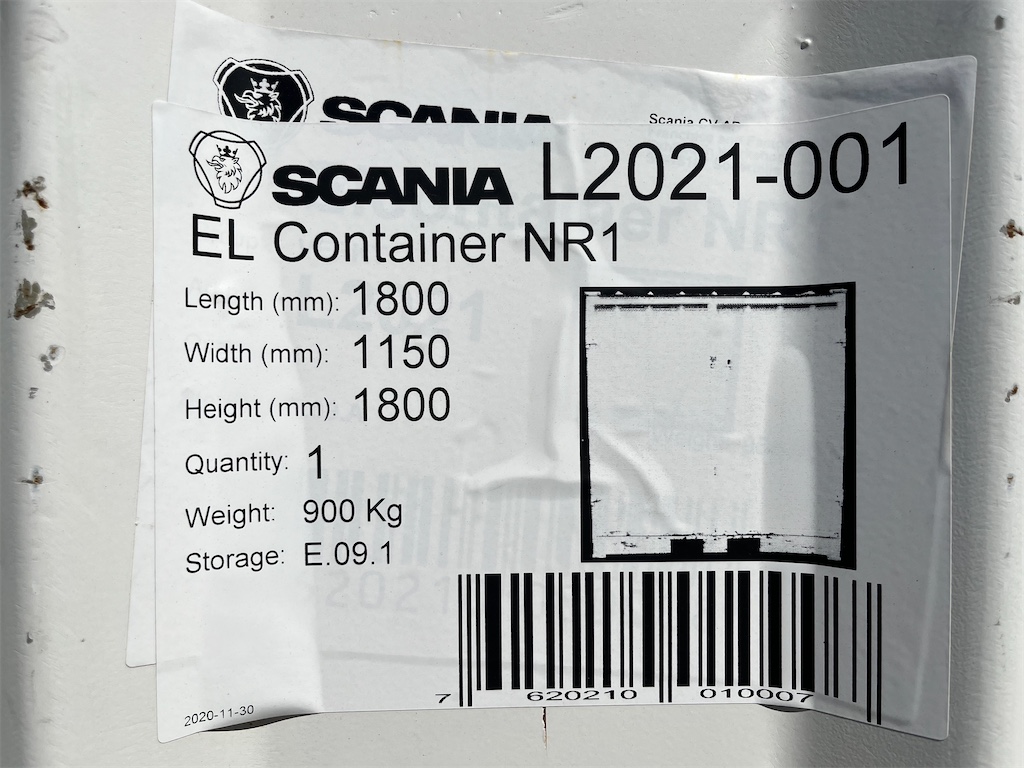 SCANIA
Scania CV AB
SCANIA L2021-001
EL Container NR1
Length (mm): 1800
Width (mm): 1150
Height (mm): 1800
Quantity: 1
Weight: 900 Kg
Storage: E.09.1
7 620210 010007
2020-11-30